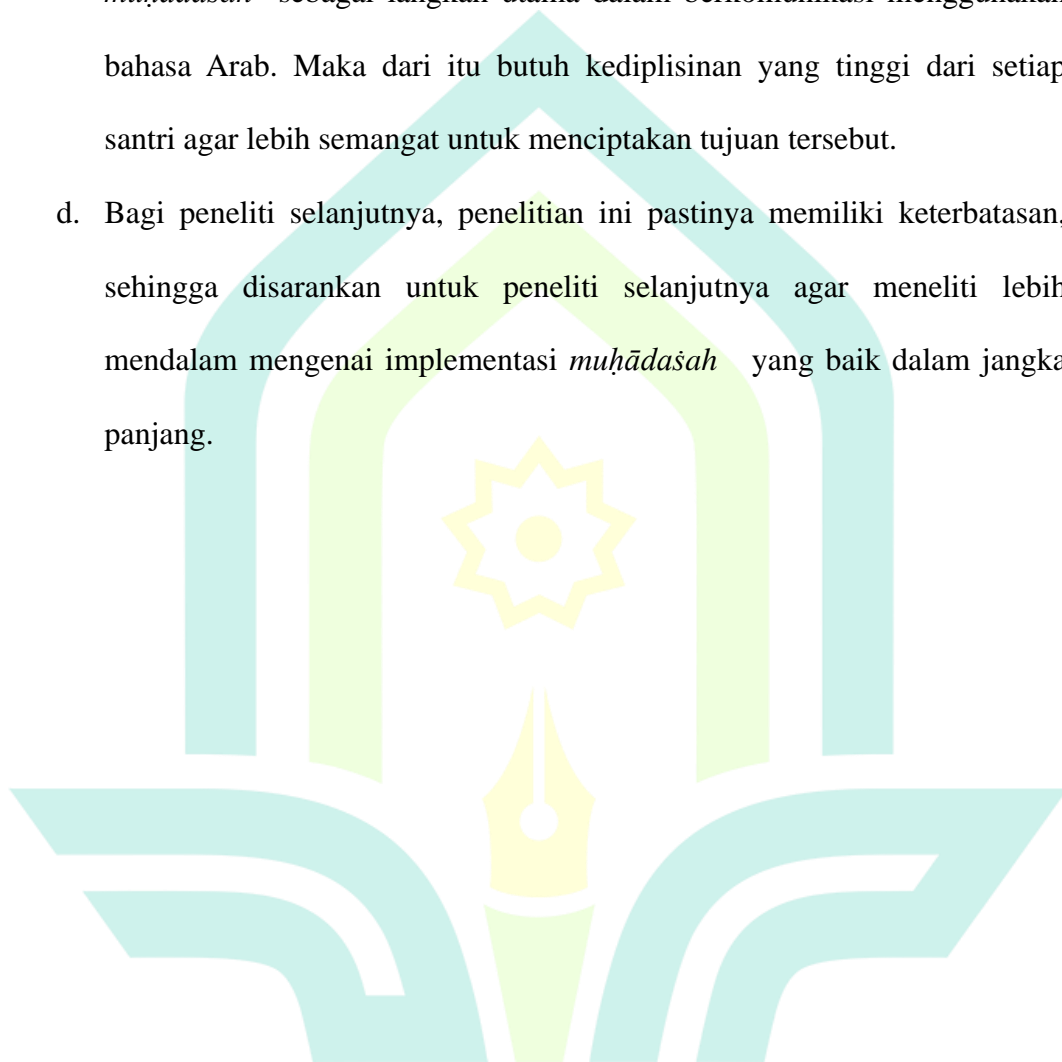 muḥādaṡah sebagai langkah utama dalam berkomunikasi menggunakan
bahasa Arab. Maka dari itu butuh kediplisinan yang tinggi dari setiap
santri agar lebih semangat untuk menciptakan tujuan tersebut.
d. Bagi peneliti selanjutnya, penelitian ini pastinya memiliki keterbatasan,
sehingga disarankan untuk peneliti selanjutnya agar meneliti lebih
mendalam mengenai implementasi muḥādaṡah yang baik dalam jangka
panjang.